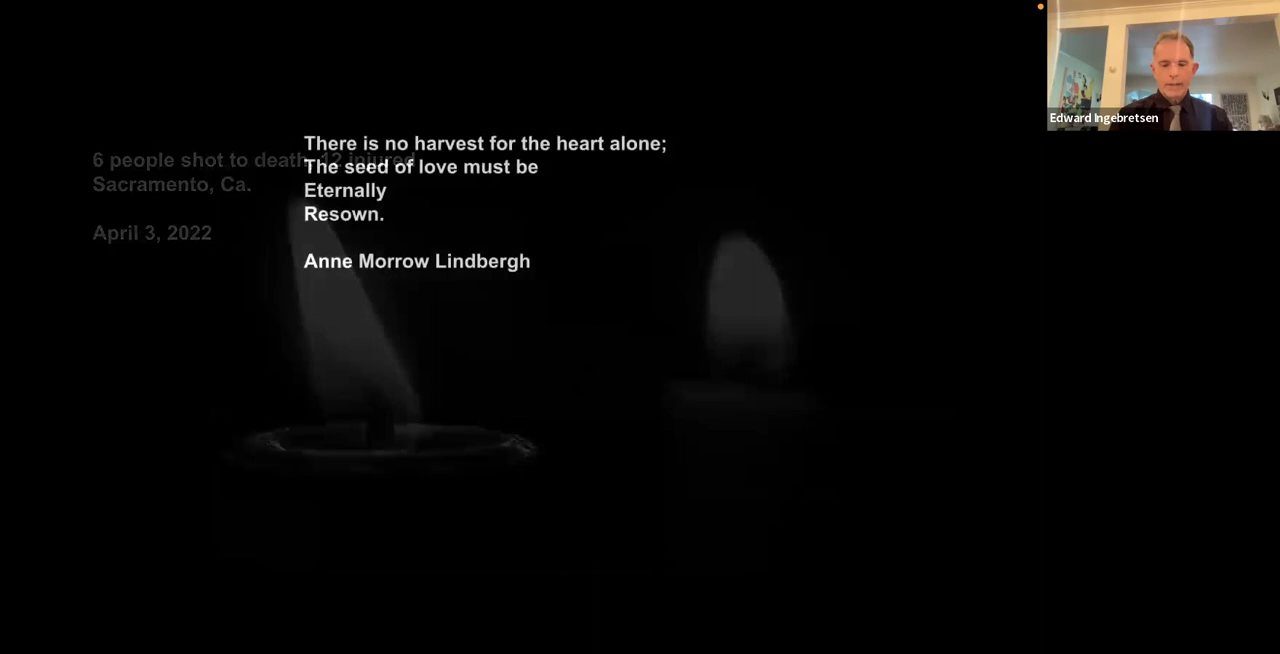 6 people shot to death, 12 injured
Sacramento, Ca.
April 3, 2022
There is no harvest for the heart alone;
The seed of love must be
Eternally
Resown.
Anne Morrow Lindbergh
Edward Ingebretsen